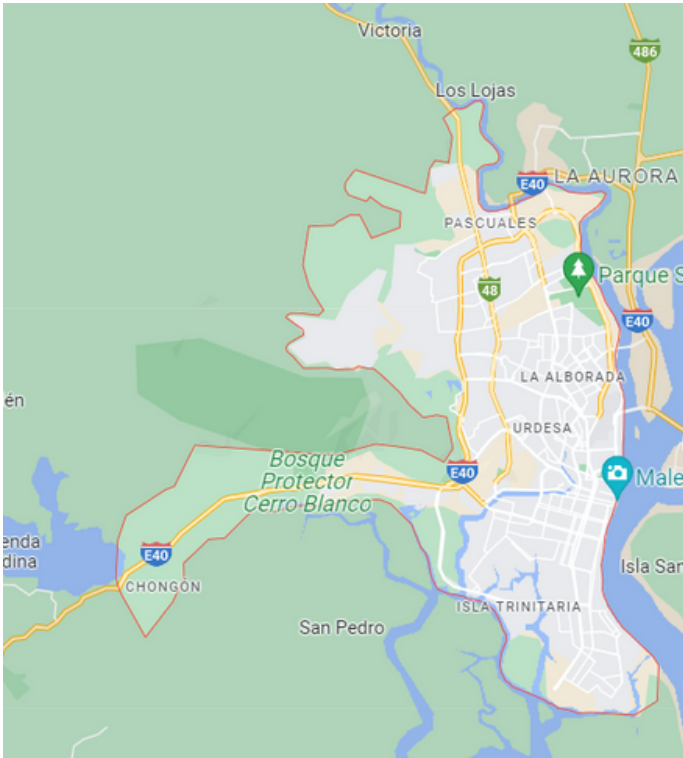 Victoria
486
Los Lojas
E40
LA AURORA
PASCUALES
Parque S
48
E40
LA ALBORADA
én
URDESA
Bosque
Protector
Cerro Blanco
E40
Male
enda
dina
E40
CHONGÓN
Isla San
ISLA TRINITARIA
San Pedro